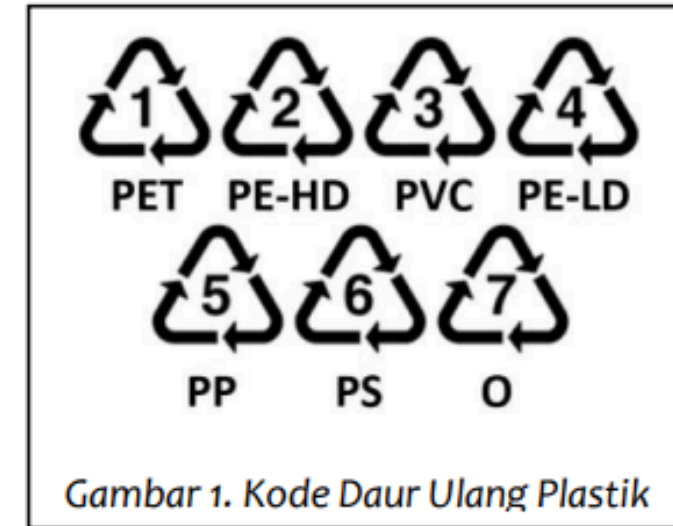 1 2 3 4
PET PE-HD PVC PE-LD
5 6 7
PP PS O
Gambar 1. Kode Daur Ulang Plastik